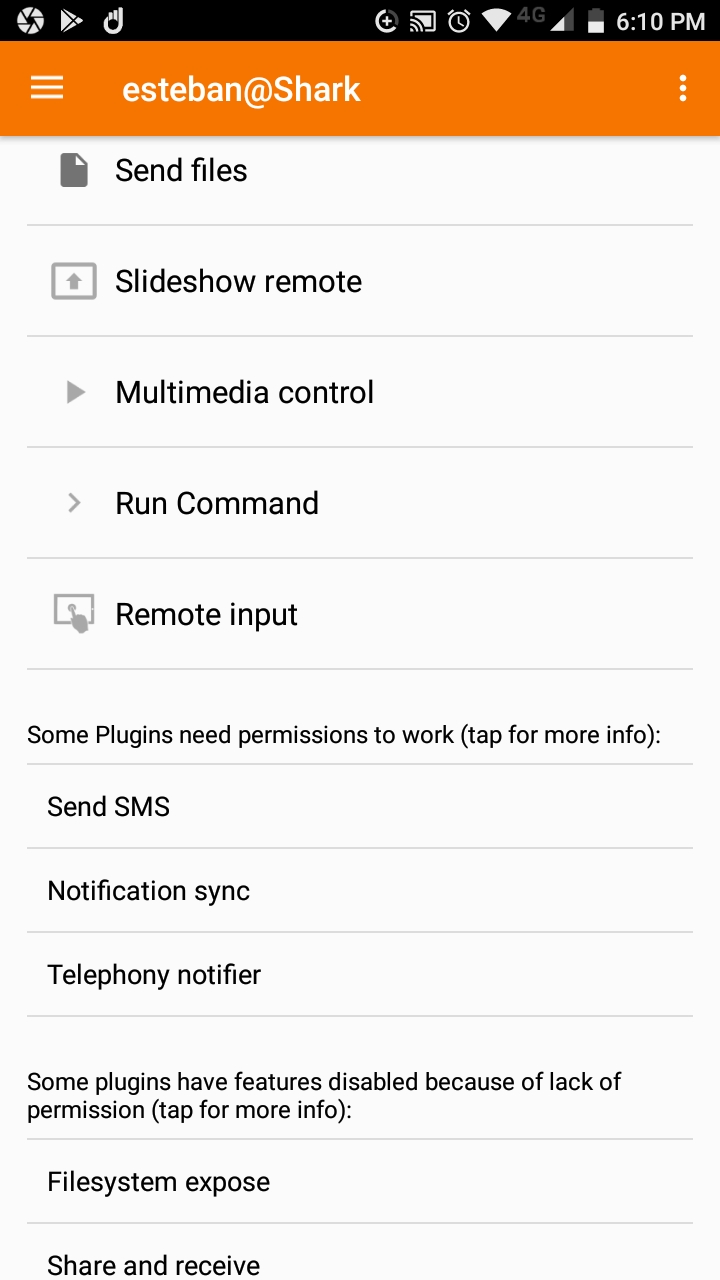 4G 6:10 PM
esteban@Shark
Send files
Slideshow remote
Multimedia control
Run Command
Remote input
Some Plugins need permissions to work (tap for more info):
Send SMS
Notification sync
Telephony notifier
Some plugins have features disabled because of lack of
permission (tap for more info):
Filesystem expose
Share and receive